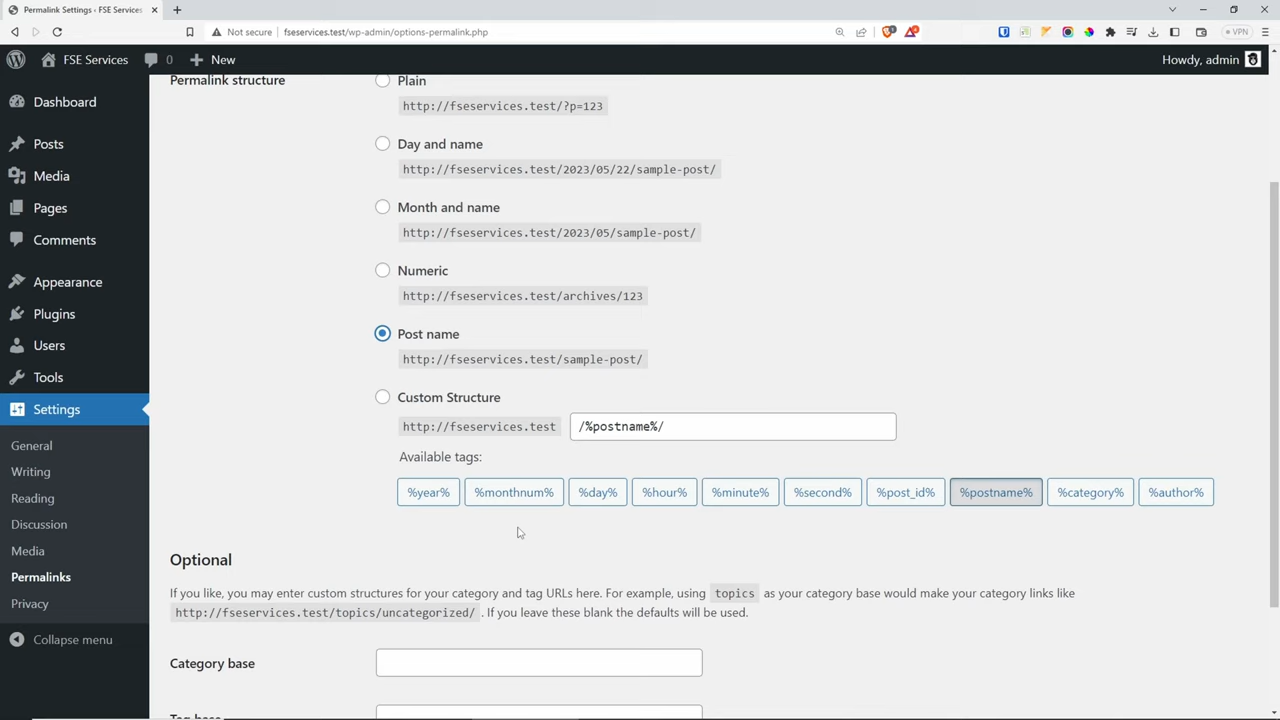 Permalink Settings ‹ FSE Services
Not secure
fseservices.test/wp-admin/options-permalink.php
VPN
FSE Services
0
New
Howdy, admin
Dashboard
Posts
Media
Pages
Comments
Appearance
Plugins
Users
Tools
Settings
General
Writing
Reading
Discussion
Media
Permalinks
Privacy
Collapse menu
Permalink structure
Plain
http://fseservices.test/?p=123
Day and name
http://fseservices.test/2023/05/22/sample-post/
Month and name
http://fseservices.test/2023/05/sample-post/
Numeric
http://fseservices.test/archives/123
Post name
http://fseservices.test/sample-post/
Custom Structure
http://fseservices.test
/%postname%/
Available tags:
%year% %monthnum% %day% %hour% %minute% %second% %post_id% %postname% %category% %author%
Optional
If you like, you may enter custom structures for your category and tag URLs here. For example, using topics as your category base would make your category links like
http://fseservices.test/topics/uncategorized/ . If you leave these blank the defaults will be used.
Category base
Tag base